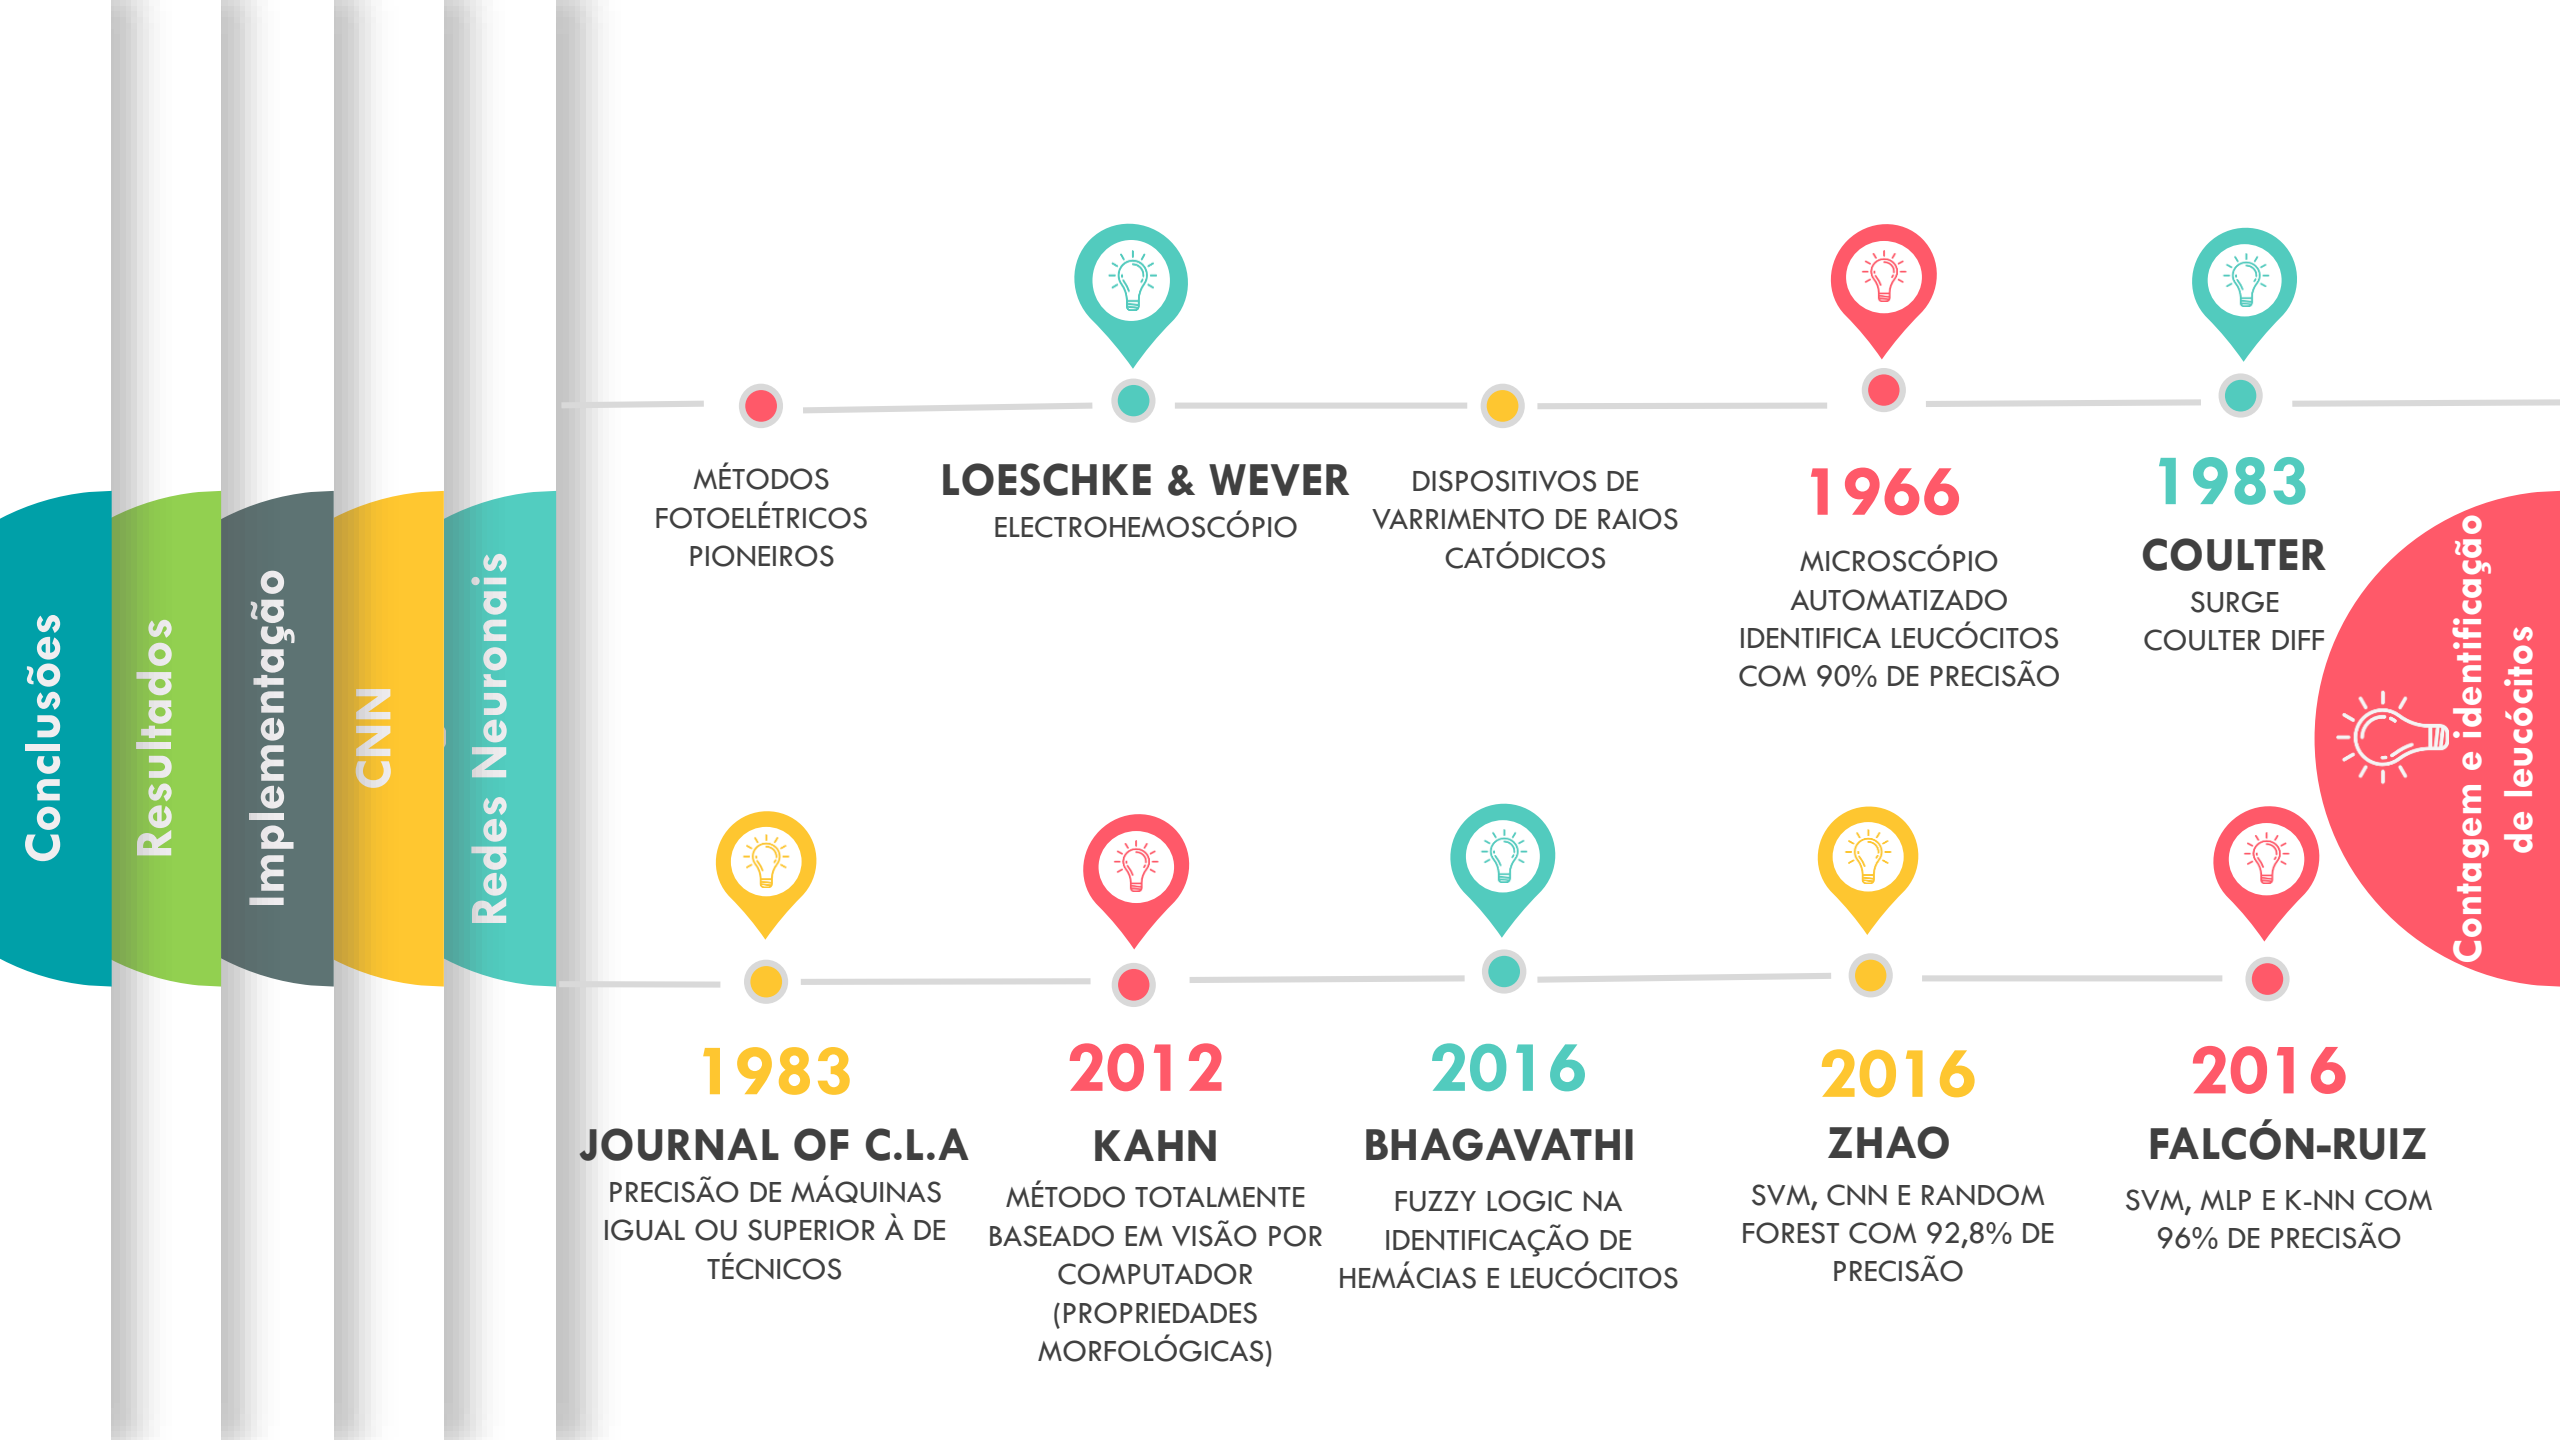 Conclusões
Resultados
Implementação
CNN
Redes Neuronais
MÉTODOS
FOTOELÉTRICOS
PIONEIROS
LOESCHKE & WEVER
ELECTROHEMOSCÓPIO
DISPOSITIVOS DE
VARRIMENTO DE RAIOS
CATÓDICOS
1966
MICROSCÓPIO
AUTOMATIZADO
IDENTIFICA LEUCÓCITOS
COM 90% DE PRECISÃO
1983
COULTER
SURGE
COULTER DIFF
Contagem e identificação
de leucócitos
1983
JOURNAL OF C.L.A
PRECISÃO DE MÁQUINAS
IGUAL OU SUPERIOR À DE
TÉCNICOS
2012
KAHN
MÉTODO TOTALMENTE
BASEADO EM VISÃO POR
COMPUTADOR
(PROPRIEDADES
MORFOLÓGICAS)
2016
BHAGAVATHI
FUZZY LOGIC NA
IDENTIFICAÇÃO DE
HEMÁCIAS E LEUCÓCITOS
2016
ZHAO
SVM, CNN E RANDOM
FOREST COM 92,8% DE
PRECISÃO
2016
FALCÓN-RUIZ
SVM, MLP E K-NN COM
96% DE PRECISÃO